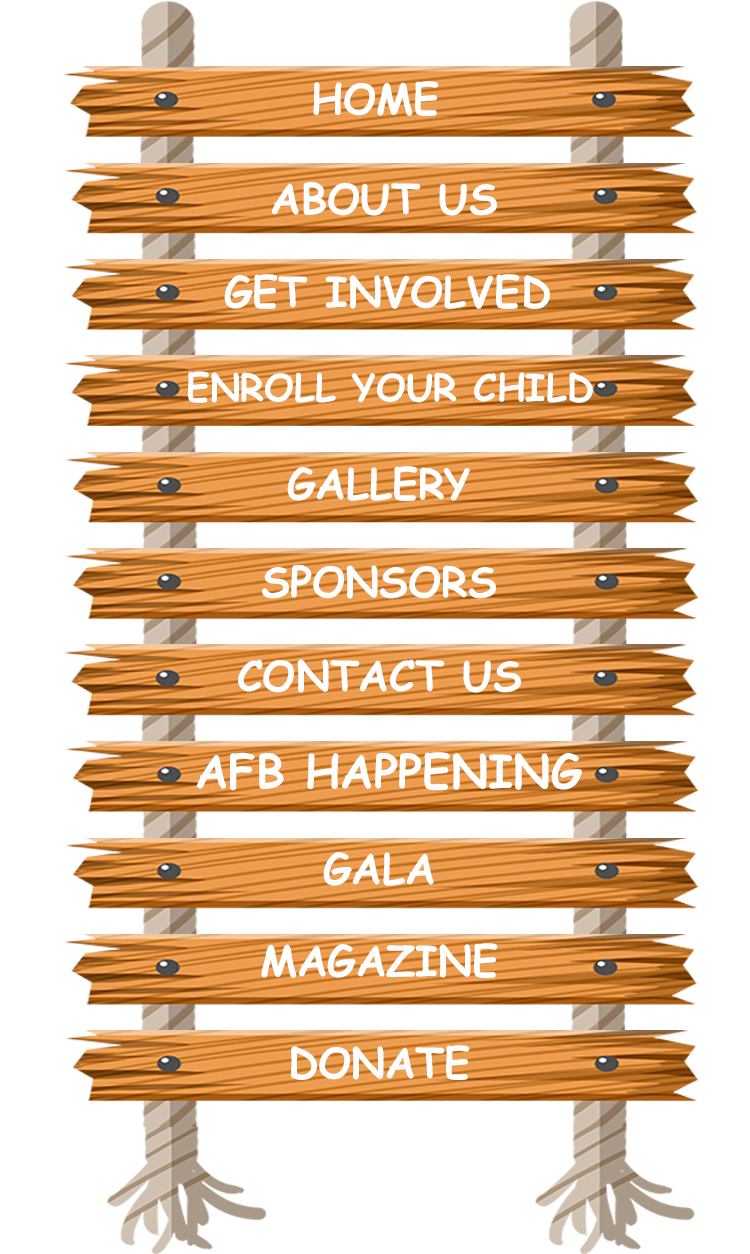 HOME
ABOUT US
GET INVOLVED
ENROLL YOUR CHILD
GALLERY
SPONSORS
CONTACT US
AFB HAPPENING
GALA
MAGAZINE
DONATE